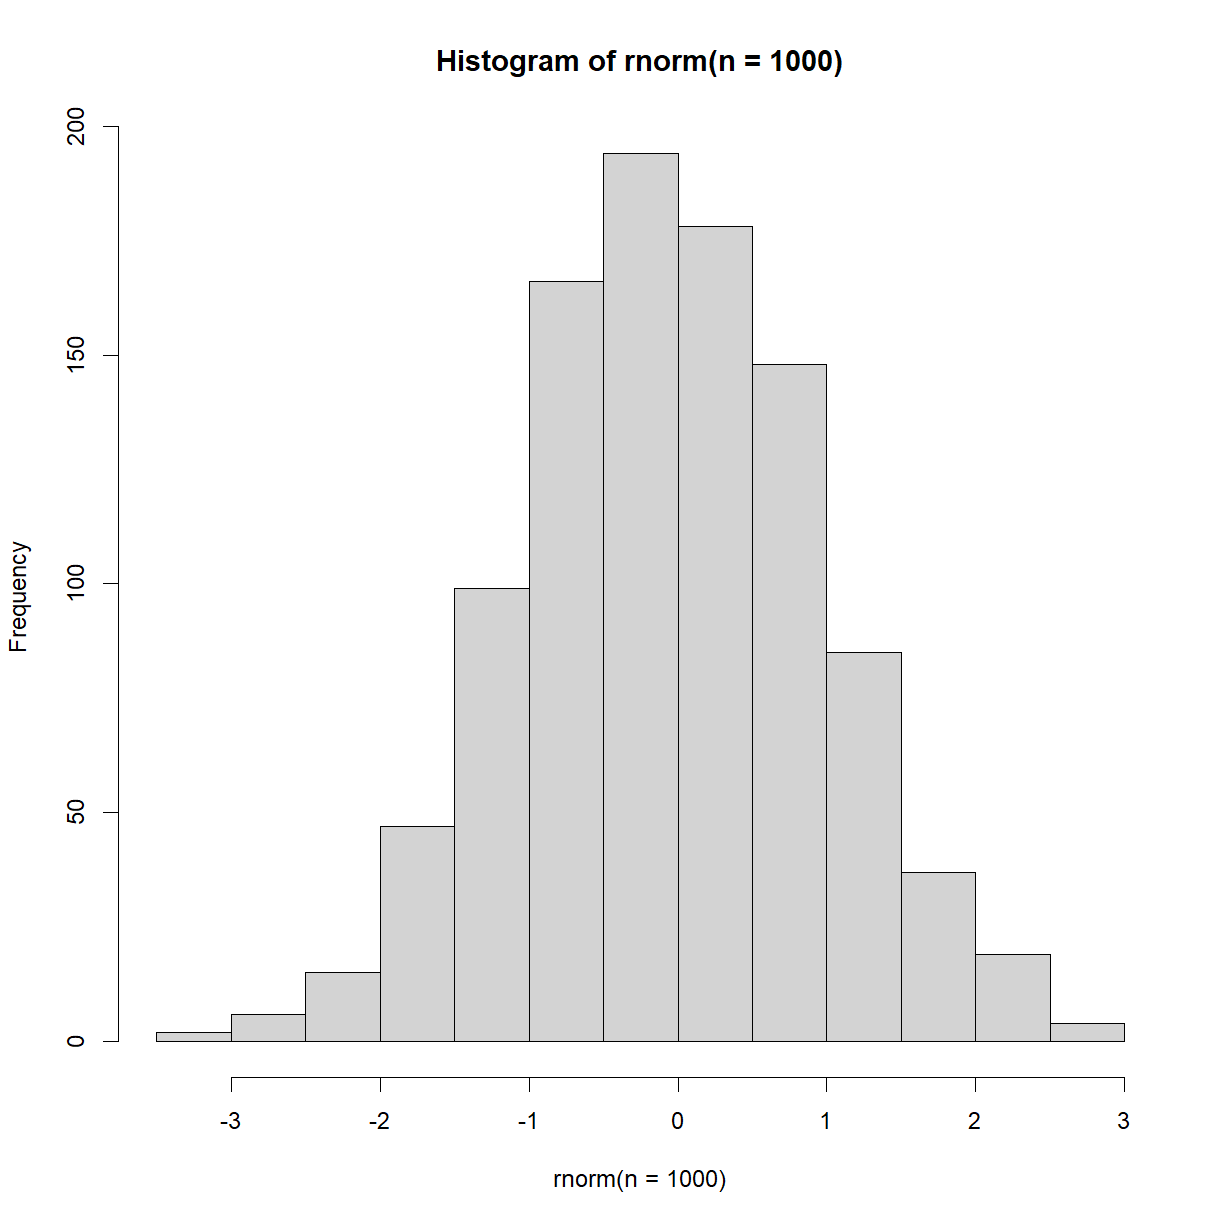 Histogram of rnorm(n = 1000)
200
150
100
50
0
Frequency
-3 -2 -1 0 1 2 3
rnorm(n = 1000)